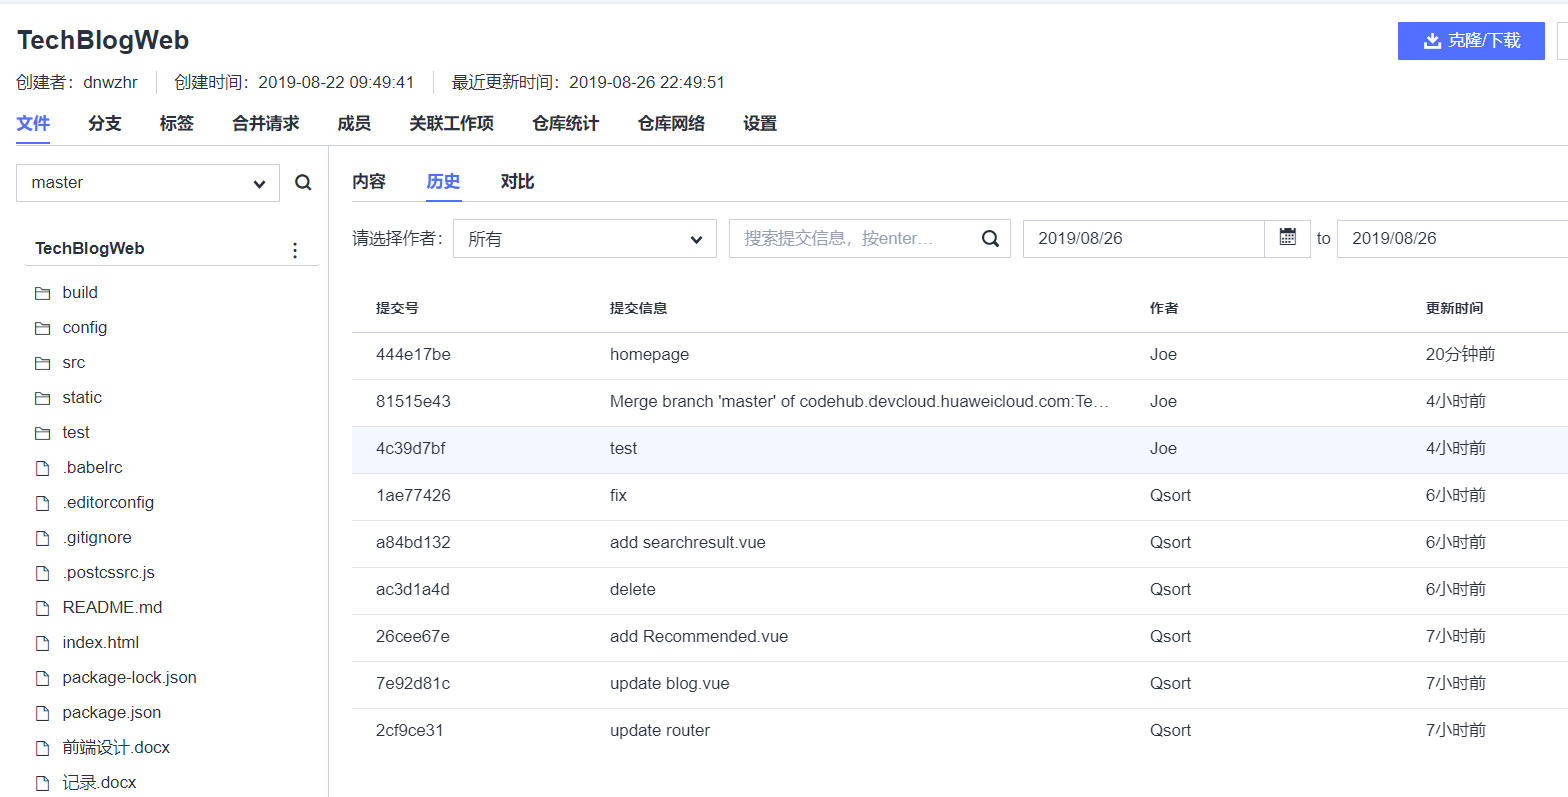 TechBlogWeb
克隆/下载
创建者：dnwzhr 创建时间：2019-08-22 09:49:41 最近更新时间：2019-08-26 22:49:51
文件 分支 标签 合并请求 成员 关联工作项 仓库统计 仓库网络 设置
master
TechBlogWeb
build
config
src
static
test
.babelrc
.editorconfig
.gitignore
.postcssrc.js
README.md
index.html
package-lock.json
package.json
前端设计.docx
记录.docx
内容 历史 对比
请选择作者： 所有 搜索提交信息，按enter… 2019/08/26 to 2019/08/26
提交号 提交信息 作者 更新时间
444e17be homepage Joe 20分钟前
81515e43 Merge branch 'master' of codehub.devcloud.huaweicloud.com:Te… Joe 4小时前
4c39d7bf test Joe 4小时前
1ae77426 fix Qsort 6小时前
a84bd132 add searchresult.vue Qsort 6小时前
ac3d1a4d delete Qsort 6小时前
26cee67e add Recommended.vue Qsort 7小时前
7e92d81c update blog.vue Qsort 7小时前
2cf9ce31 update router Qsort 7小时前